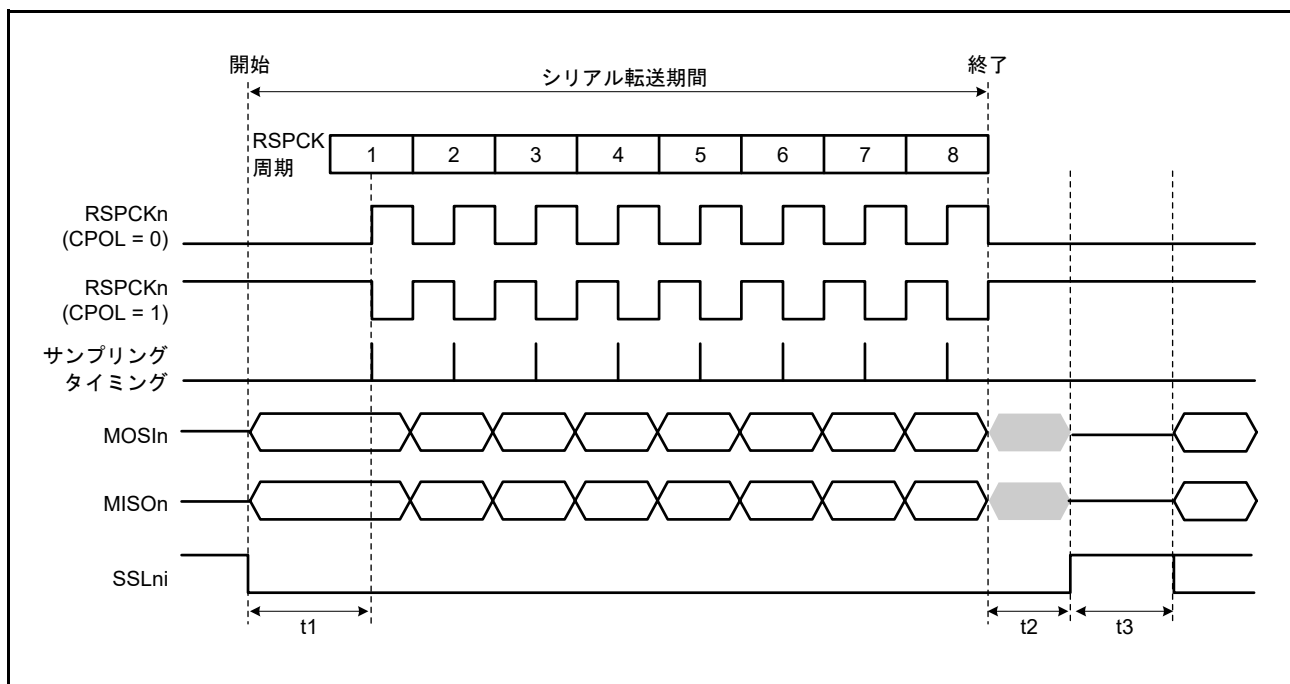 開始
終了
シリアル転送期間
RSPCK
周期
1 2 3 4 5 6 7 8
RSPCKn
(CPOL = 0)
RSPCKn
(CPOL = 1)
サンプリング
タイミング
MOSIn
MISOn
SSLni
t1
t2
t3